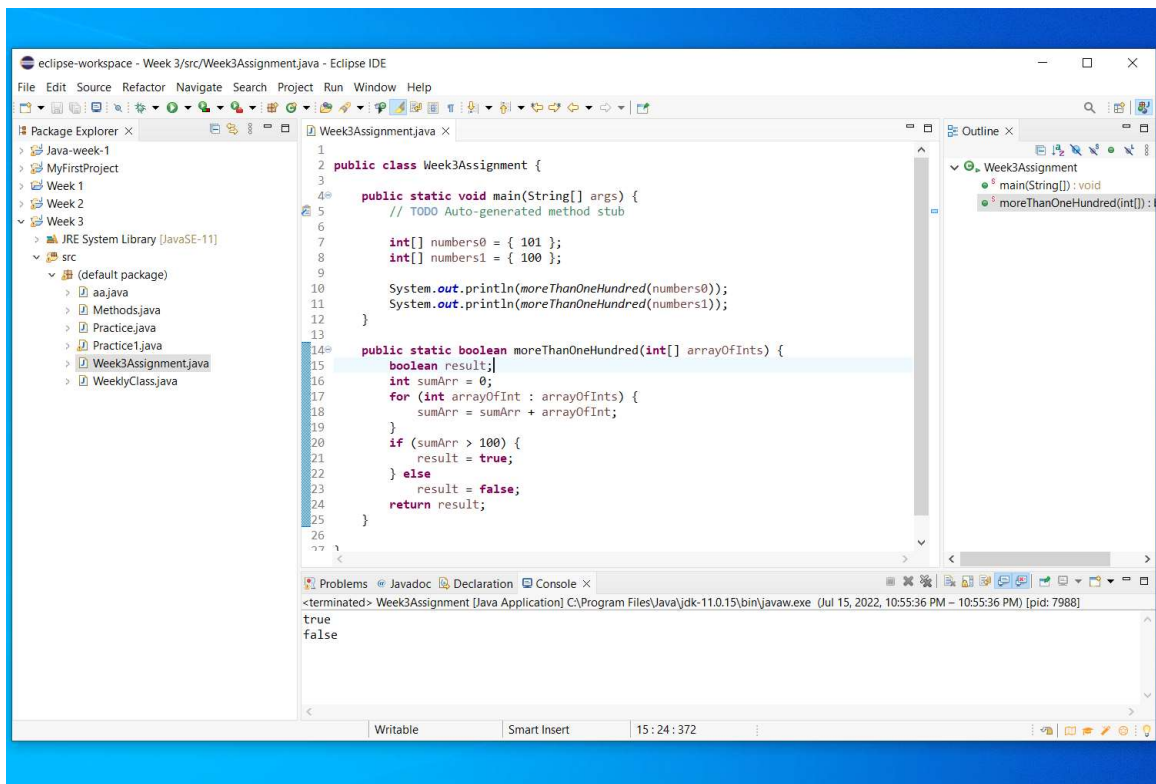 eclipse-workspace - Week 3/src/Week3Assignment.java - Eclipse IDE
File Edit Source Refactor Navigate Search Project Run Window Help
Package Explorer
Java-week-1
MyFirstProject
Week 1
Week 2
Week 3
JRE System Library [JavaSE-11]
src
(default package)
aa.java
Methods.java
Practice.java
Practice1.java
Week3Assignment.java
WeeklyClass.java
Week3Assignment.java
1
2 public class Week3Assignment {
3
4 public static void main(String[] args) {
5 // TODO Auto-generated method stub
6
7 int[] numbers0 = { 101 };
8 int[] numbers1 = { 100 };
9
10 System.out.println(moreThanOneHundred(numbers0));
11 System.out.println(moreThanOneHundred(numbers1));
12 }
13
14 public static boolean moreThanOneHundred(int[] arrayOfInts) {
15 boolean result;
16 int sumArr = 0;
17 for (int arrayOfInt : arrayOfInts) {
18 sumArr = sumArr + arrayOfInt;
19 }
20 if (sumArr > 100) {
21 result = true;
22 } else
23 result = false;
24 return result;
25 }
26
27 }
Outline
Week3Assignment
main(String[]) : void
moreThanOneHundred(int[]) :
Problems Javadoc Declaration Console
<terminated> Week3Assignment [Java Application] C:\Program Files\Java\jdk-11.0.15\bin\javaw.exe (Jul 15, 2022, 10:55:36 PM – 10:55:36 PM) [pid: 7988]
true
false
Writable Smart Insert 15 : 24 : 372